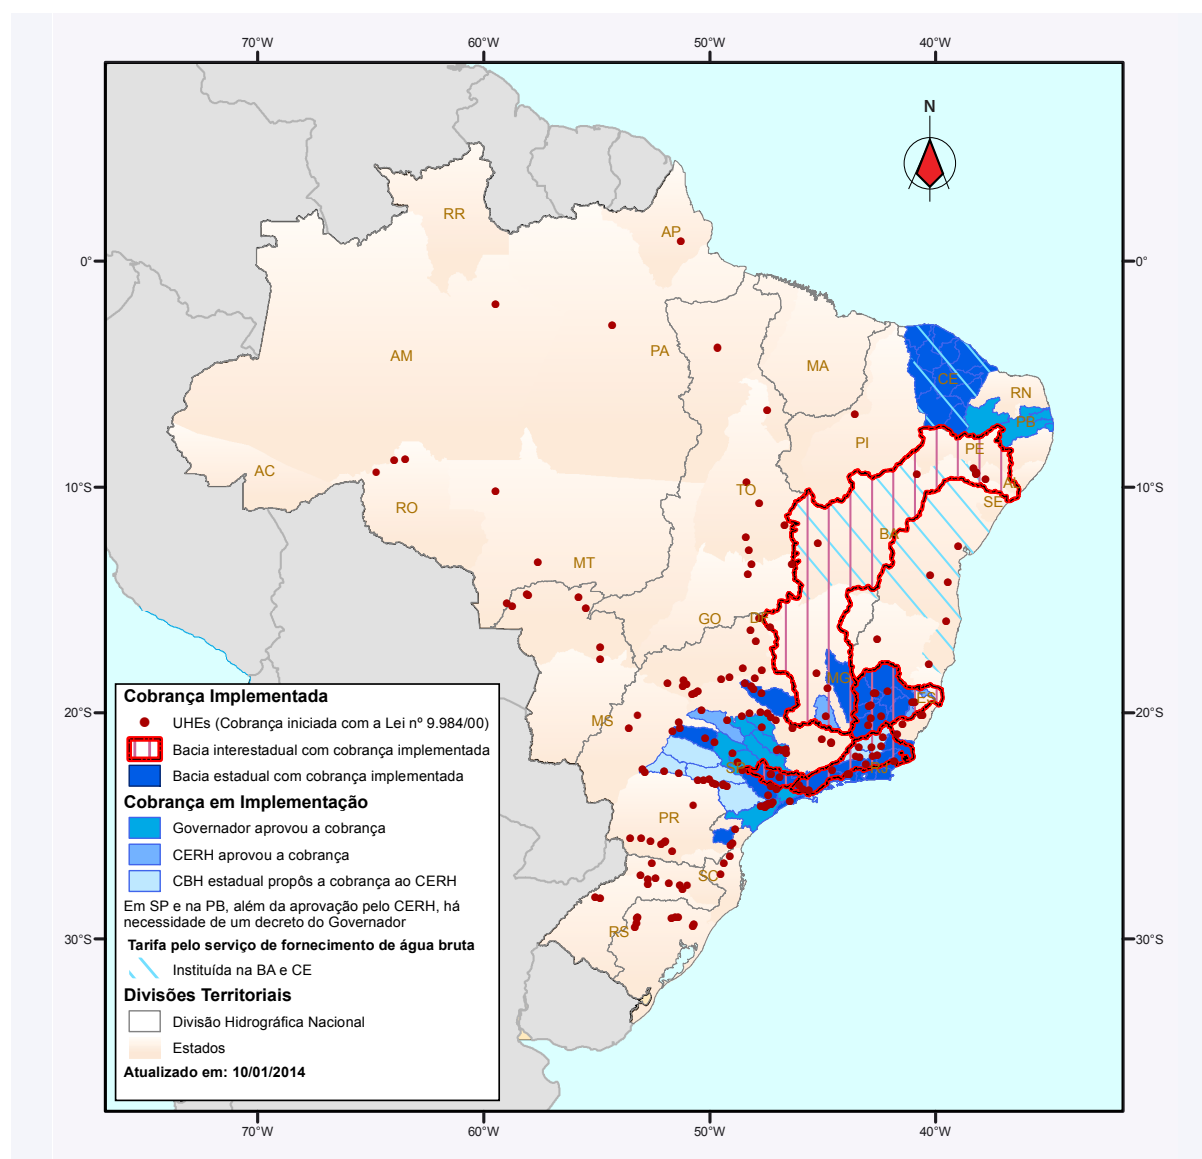 70°W 60°W 50°W 40°W
N
RR
AP
0° 0°
AM
PA
MA
CE
RN
PB
PI
PE
AC
AL
SE
TO
10°S 10°S
RO
BA
MT
GO
DF
MG
ES
MS
20°S 20°S
SP
RJ
PR
SC
RS
30°S 30°S
Cobrança Implementada
UHEs (Cobrança iniciada com a Lei nº 9.984/00)
Bacia interestadual com cobrança implementada
Bacia estadual com cobrança implementada
Cobrança em Implementação
Governador aprovou a cobrança
CERH aprovou a cobrança
CBH estadual propôs a cobrança ao CERH
Em SP e na PB, além da aprovação pelo CERH, há
necessidade de um decreto do Governador
Tarifa pelo serviço de fornecimento de água bruta
Instituída na BA e CE
Divisões Territoriais
Divisão Hidrográfica Nacional
Estados
Atualizado em: 10/01/2014
70°W 60°W 50°W 40°W